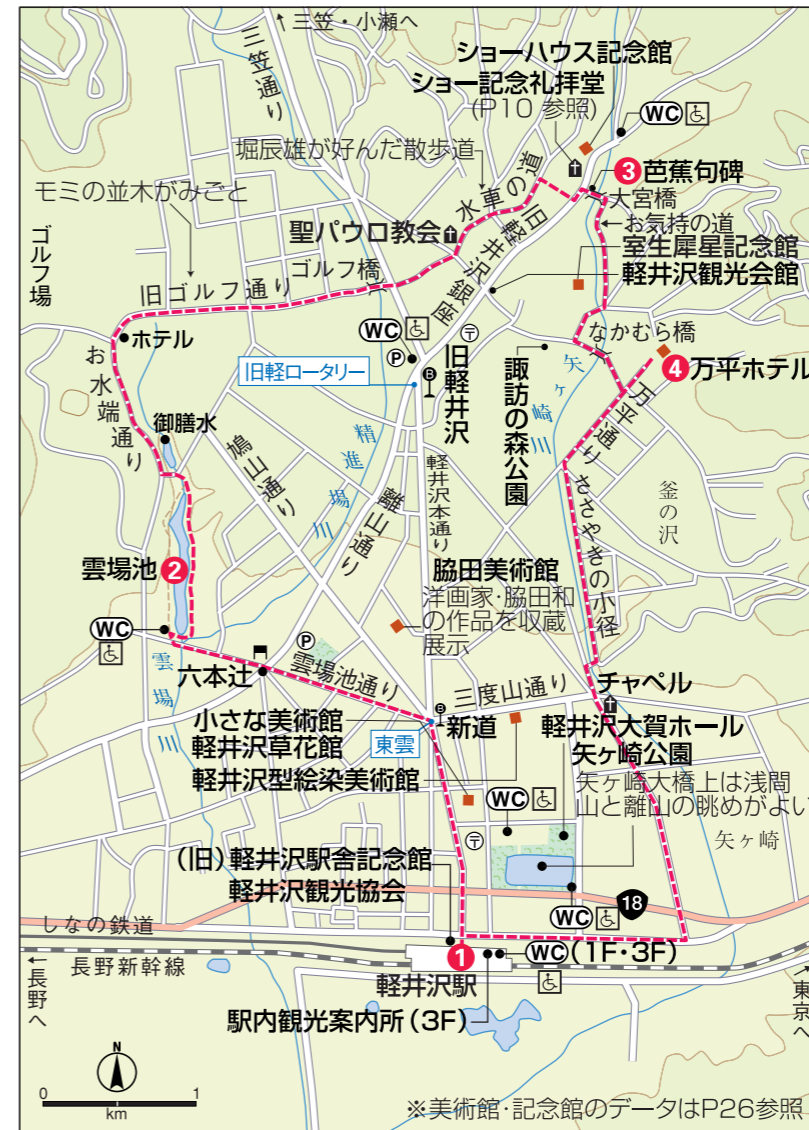 ↑三笠・小瀬へ
三笠通り
ショーハウス記念館
ショー記念礼拝堂
(P10 参照)
WC
堀辰雄が好んだ散歩道
水車の道
3 芭蕉句碑
大宮橋
←お気持の道
モミの並木がみごと
聖パウロ教会
旧軽井沢銀座
室生犀星記念館
軽井沢観光会館
ゴルフ場
ゴルフ橋
旧ゴルフ通り
ホテル
WC
P
〒
なかむら橋
4 万平ホテル
旧軽ロータリー
B
旧軽井沢
諏訪の森公園
矢ヶ崎川
万平通り
お水端通り
御膳水
鳩山通り
精進場川
離山通り
軽井沢本通り
ささやきの小径
釜の沢
雲場池 2
脇田美術館
洋画家・脇田和
の作品を収蔵
展示
WC
雲場川
六本辻
P
雲場池通り
三度山通り
チャペル
小さな美術館
軽井沢草花館
東雲
B
新道
軽井沢大賀ホール
矢ヶ崎公園
軽井沢型絵染美術館
矢ヶ崎大橋上は浅間
山と離山の眺めがよい
WC
矢ヶ崎
〒
(旧)軽井沢駅舎記念館
軽井沢観光協会
WC
18
しなの鉄道
長野新幹線
←長野へ
1
軽井沢駅
WC(1F・3F)
駅内観光案内所(3F)
→東京へ
N
0 1
km
※美術館・記念館のデータはP26参照